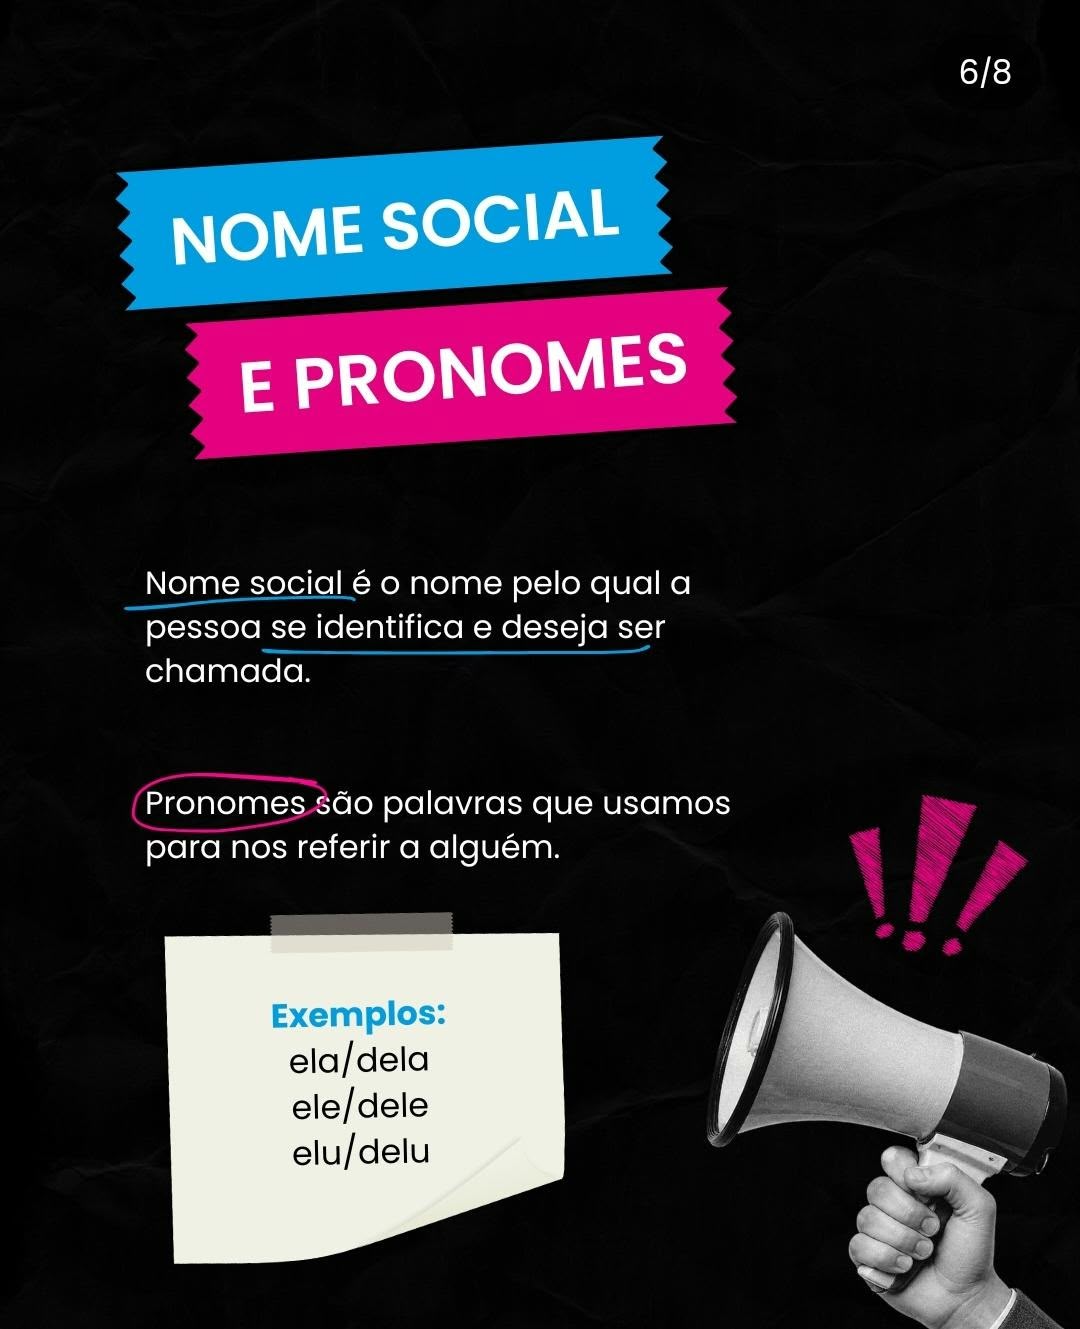 6/8
NOME SOCIAL
E PRONOMES
Nome social é o nome pelo qual a
pessoa se identifica e deseja ser
chamada.
Pronomes são palavras que usamos
para nos referir a alguém.
Exemplos:
ela/dela
ele/dele
elu/delu